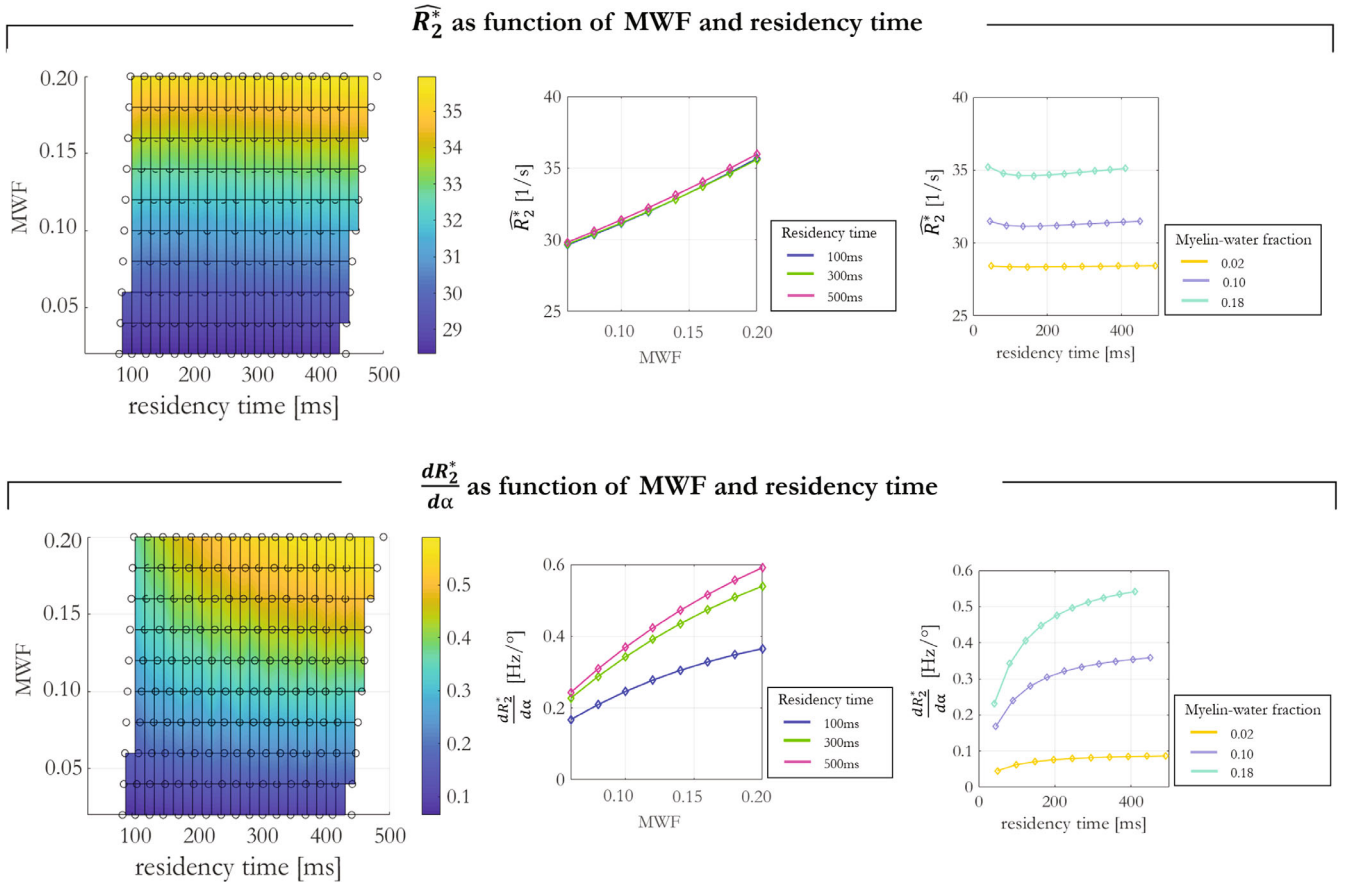 R̂₂* as function of MWF and residency time
0.20
0.15
0.10
0.05
MWF
100 200 300 400 500
residency time [ms]
35
34
33
32
31
30
29
40
35
30
25
R̂₂* [1/s]
0.10 0.15 0.20
MWF
Residency time
100ms
300ms
500ms
40
35
31
25
R̂₂* [1/s]
0 200 400
residency time [ms]
Myelin-water fraction
0.02
0.10
0.18
dR₂*/dα as function of MWF and residency time
0.20
0.15
0.10
0.05
MWF
100 200 300 400 500
residency time [ms]
0.5
0.4
0.3
0.2
0.1
0.6
0.4
0.2
0
dR₂*/dα [Hz/°]
0.10 0.15 0.20
MWF
Residency time
100ms
300ms
500ms
0.6
0.5
0.4
0.3
0.2
0.1
0
dR₂*/dα [Hz/°]
0 200 400
residency time [ms]
Myelin-water fraction
0.02
0.10
0.18